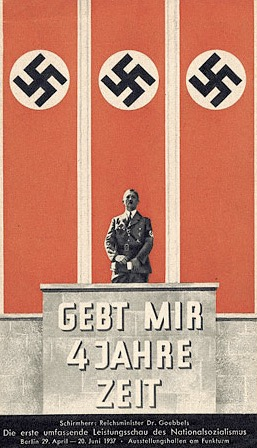 GEBT MIR
4 JAHRE
ZEIT
Schirmherr: Reichsminister Dr. Goebbels
Die erste umfassende Leistungsschau des Nationalsozialismus
Berlin 29. April — 20. Juni 1937 • Ausstellungshallen am Funkturm